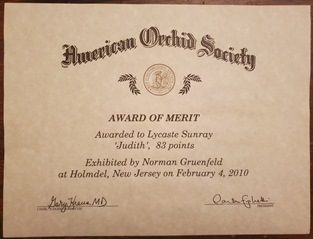 American Orchid Society
AWARD OF MERIT
Awarded to Lycaste Sunray
'Judith', 83 points
Exhibited by Norman Gruenfeld
at Holmdel, New Jersey on February 4, 2010